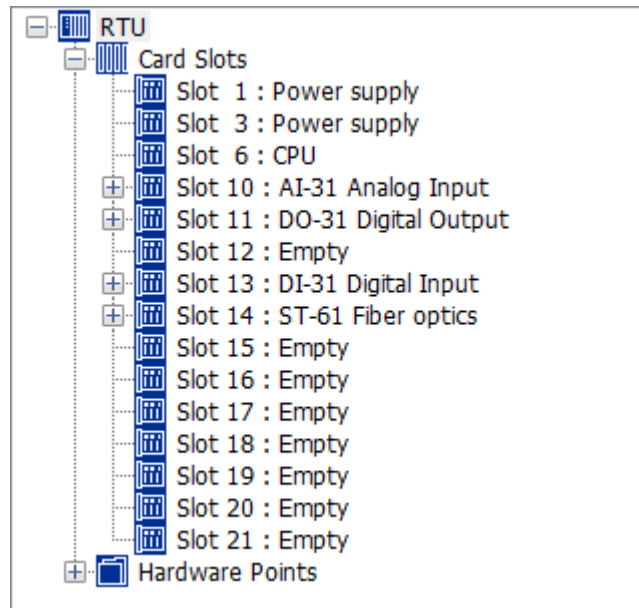 RTU
Card Slots
Slot 1 : Power supply
Slot 3 : Power supply
Slot 6 : CPU
Slot 10 : AI-31 Analog Input
Slot 11 : DO-31 Digital Output
Slot 12 : Empty
Slot 13 : DI-31 Digital Input
Slot 14 : ST-61 Fiber optics
Slot 15 : Empty
Slot 16 : Empty
Slot 17 : Empty
Slot 18 : Empty
Slot 19 : Empty
Slot 20 : Empty
Slot 21 : Empty
Hardware Points